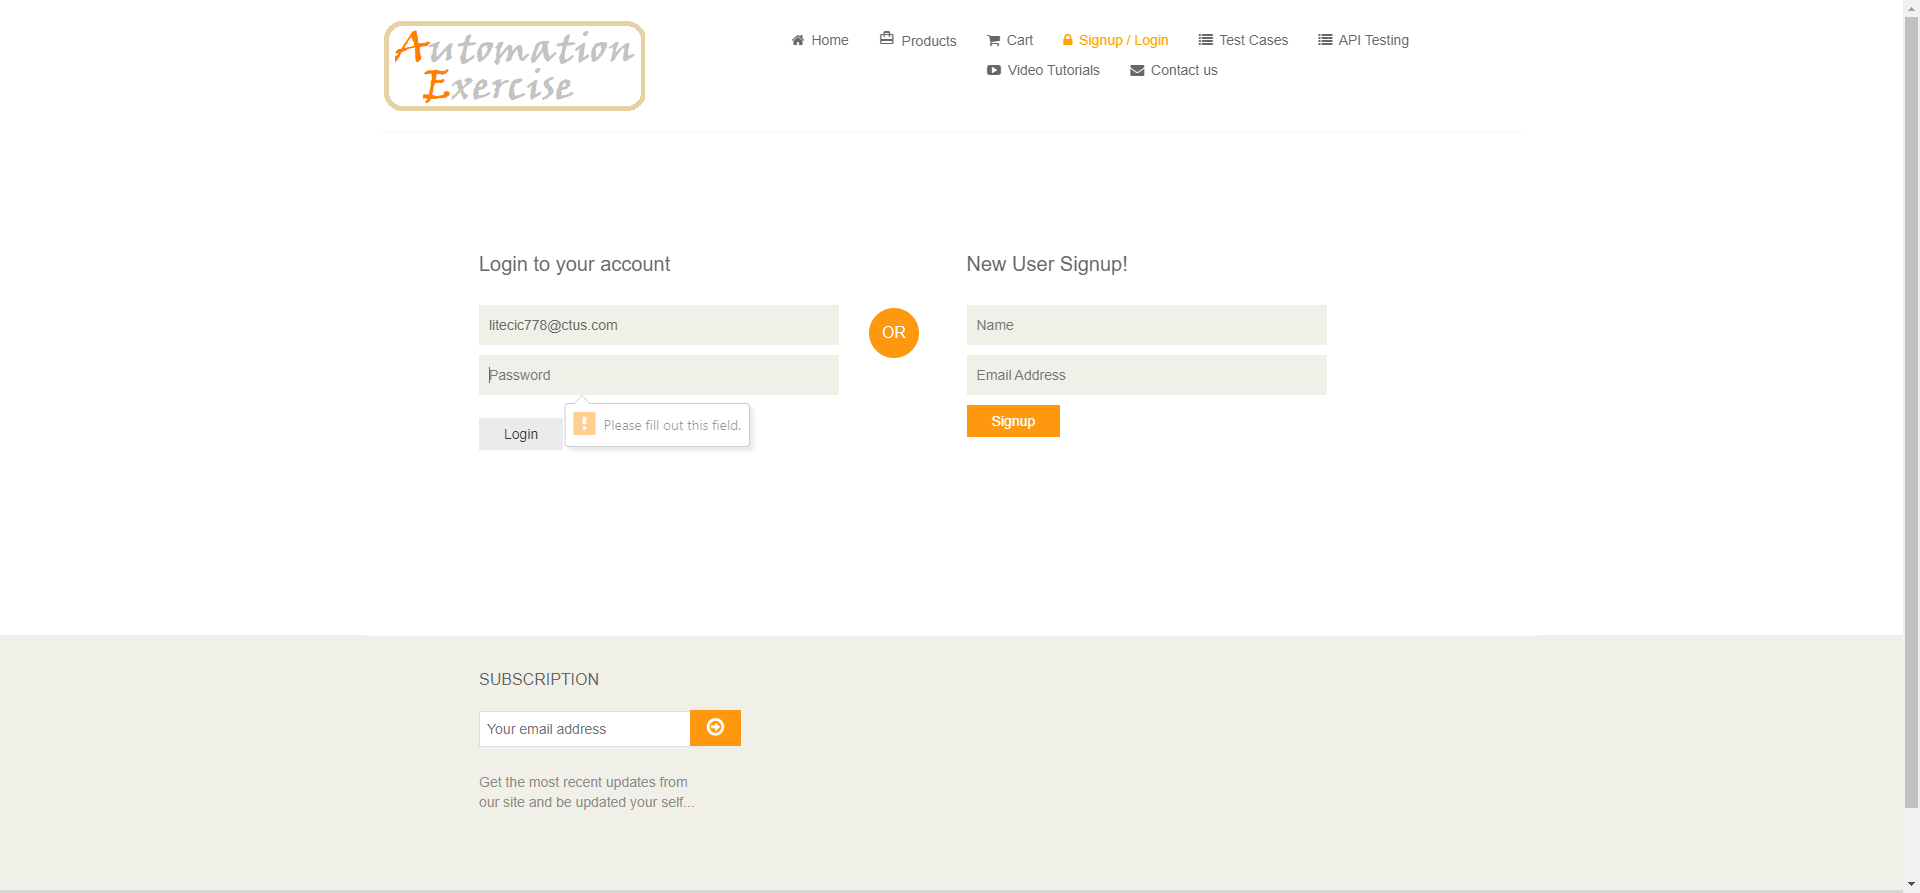 Automation
Exercise
Home
Products
Cart
Signup / Login
Test Cases
API Testing
Video Tutorials
Contact us
Login to your account
litecic778@ctus.com
Password
Login
Please fill out this field.
OR
New User Signup!
Name
Email Address
Signup
SUBSCRIPTION
Your email address
Get the most recent updates from
our site and be updated your self...